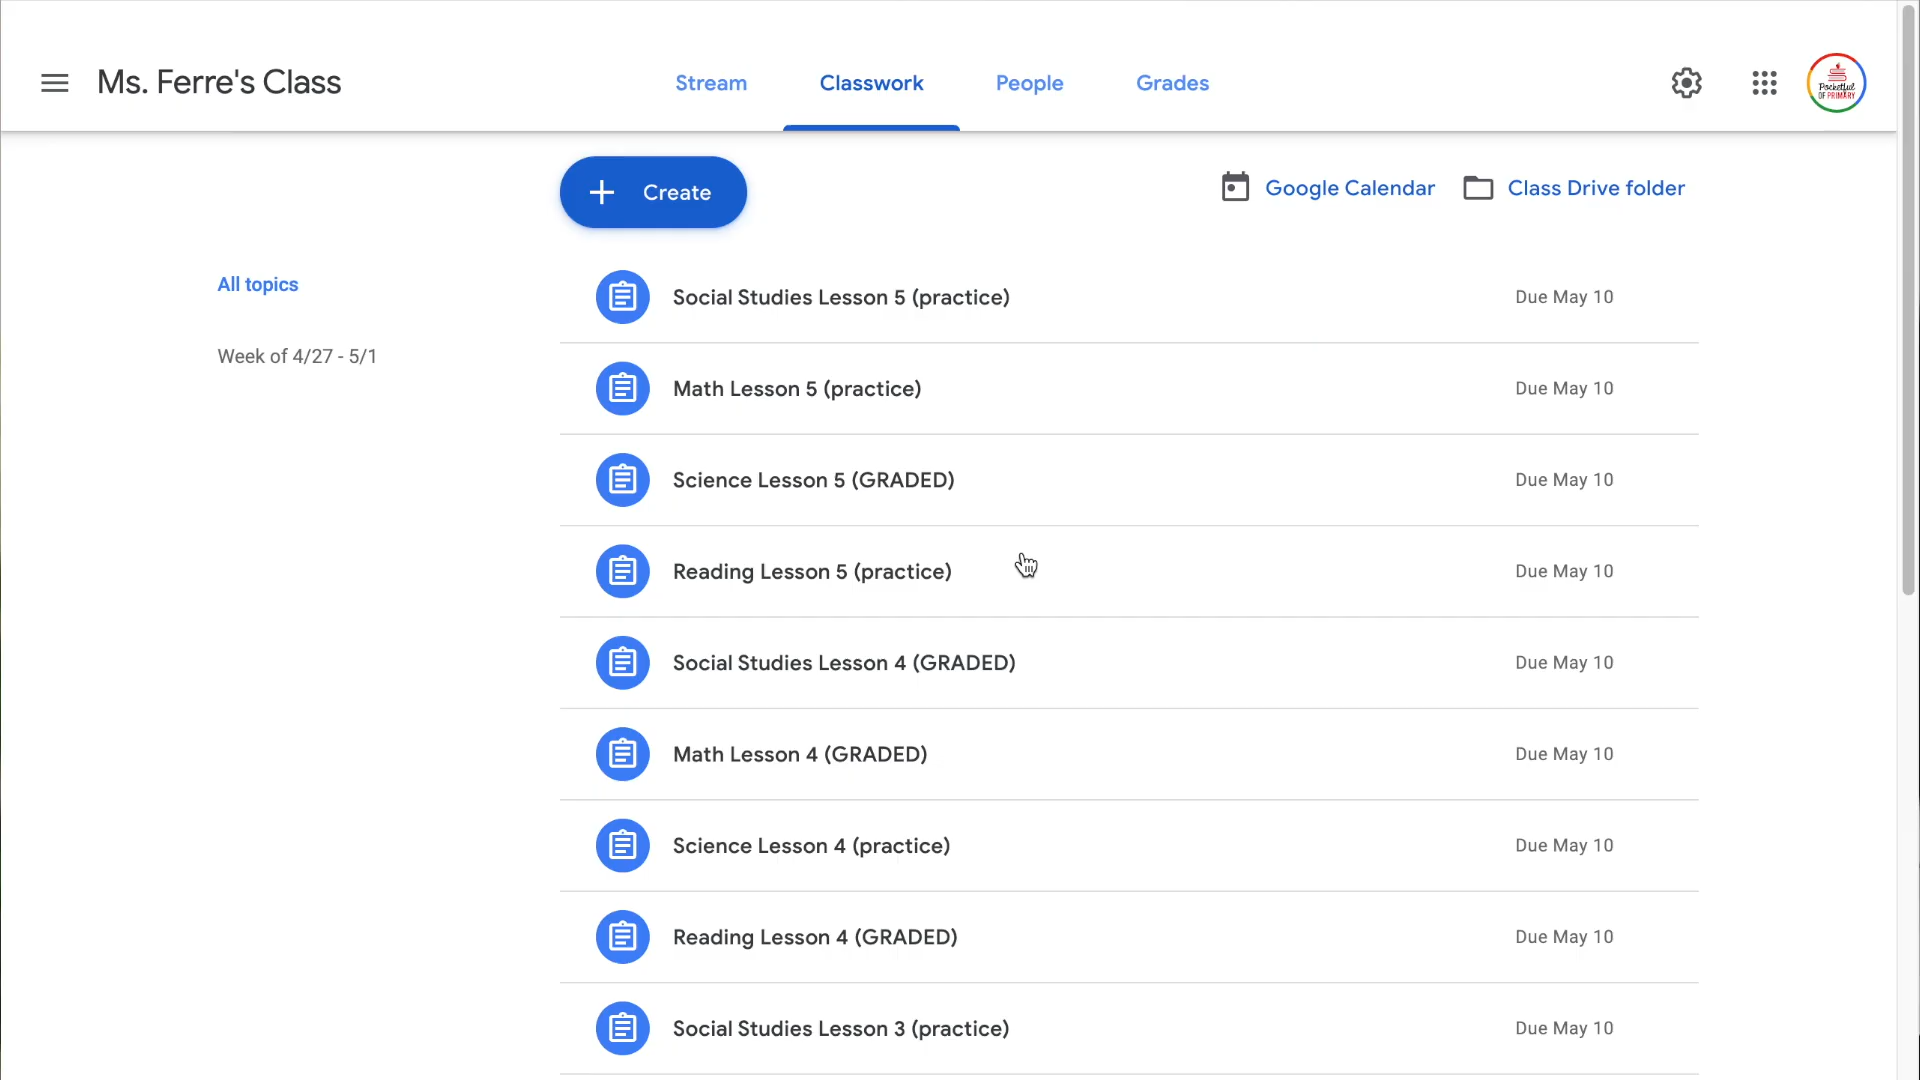 Ms. Ferre's Class
Stream
Classwork
People
Grades
Pocketful
OF PRIMARY
Create
Google Calendar
Class Drive folder
All topics
Week of 4/27 - 5/1
Social Studies Lesson 5 (practice)
Due May 10
Math Lesson 5 (practice)
Due May 10
Science Lesson 5 (GRADED)
Due May 10
Reading Lesson 5 (practice)
Due May 10
Social Studies Lesson 4 (GRADED)
Due May 10
Math Lesson 4 (GRADED)
Due May 10
Science Lesson 4 (practice)
Due May 10
Reading Lesson 4 (GRADED)
Due May 10
Social Studies Lesson 3 (practice)
Due May 10